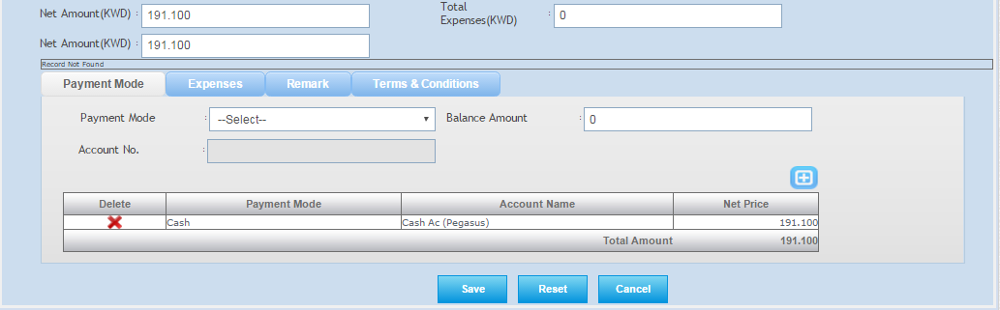 Net Amount(KWD) : 191.100 Total Expenses(KWD) : 0
Net Amount(KWD) : 191.100
Record Not Found
Payment Mode Expenses Remark Terms & Conditions
Payment Mode : --Select-- Balance Amount : 0
Account No. :
Delete Payment Mode Account Name Net Price
Cash Cash Ac (Pegasus) 191.100
Total Amount 191.100
Save Reset Cancel